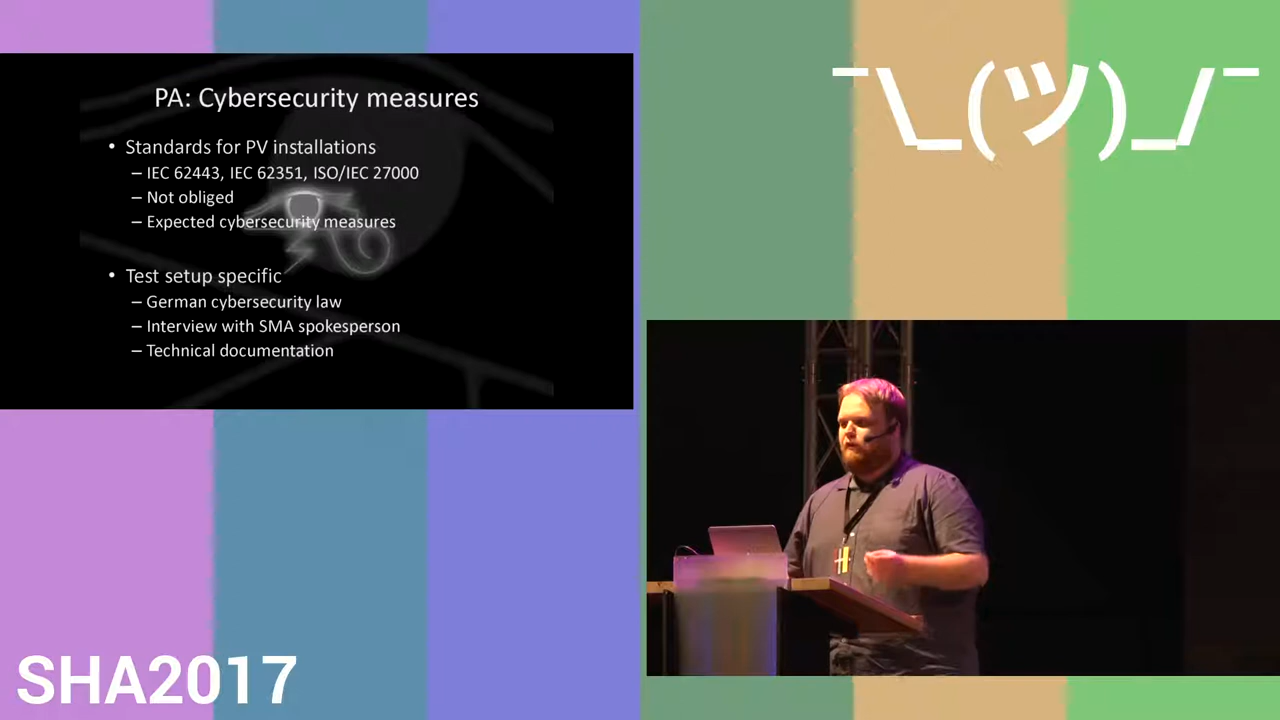 PA: Cybersecurity measures
• Standards for PV installations
– IEC 62443, IEC 62351, ISO/IEC 27000
– Not obliged
– Expected cybersecurity measures
• Test setup specific
– German cybersecurity law
– Interview with SMA spokesperson
– Technical documentation
¯\_(ツ)_/¯
SHA2017